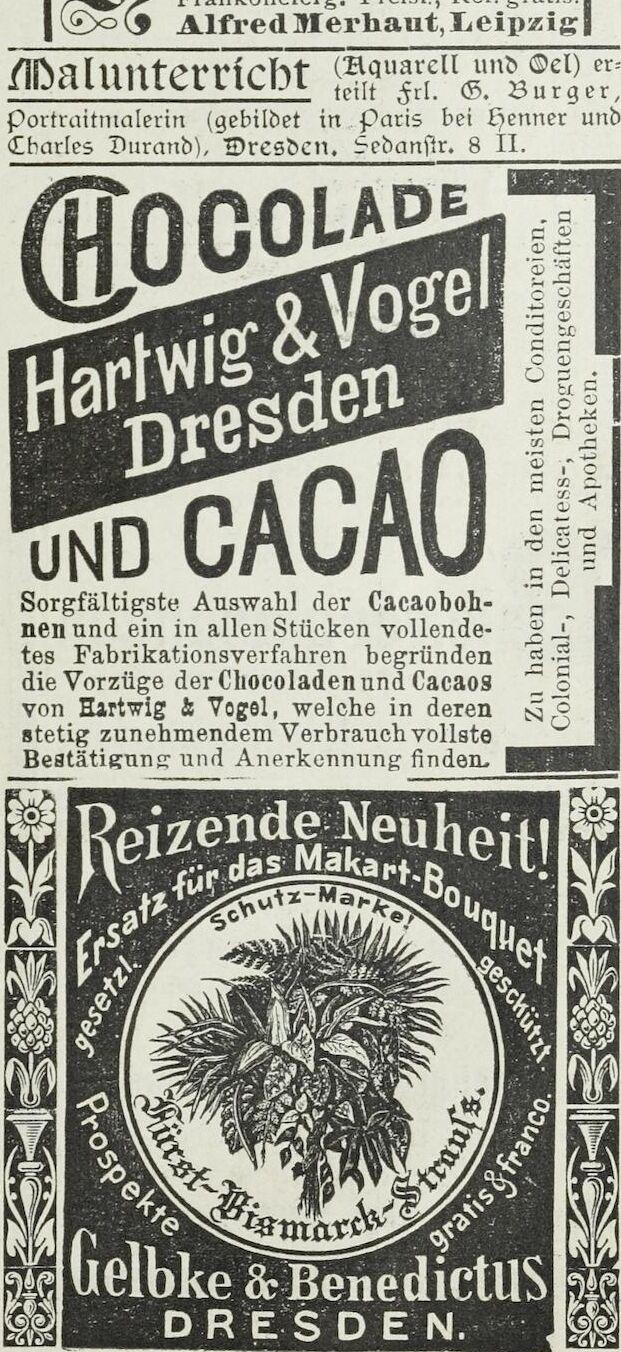 Alfred Merhaut, Leipzig
Malunterricht (Aquarell und Oel) er-
teilt Frl. G. Burger,
Portraitmalerin (gebildet in Paris bei Henner und
Charles Durand), Dresden. Sedanstr. 8 II.
CHOCOLADE
Hartwig & Vogel
Dresden
UND CACAO
Sorgfältigste Auswahl der Cacaoboh-
nen und ein in allen Stücken vollende-
tes Fabrikationsverfahren begründen
die Vorzüge der Chocoladen und Cacaos
von Hartwig & Vogel, welche in deren
stetig zunehmendem Verbrauch vollste
Bestätigung und Anerkennung finden.
Zu haben in den meisten Conditoreien,
Colonial-, Delicatess-, Droguengeschäften
und Apotheken.
Reizende Neuheit!
Ersatz für das Makart-Bouquet
gesetzl. geschützt.
Schutz-Marke!
Fürst-Bismarck-Strauss.
Prospekte gratis & franco.
Gelbke & Benedictus
DRESDEN.